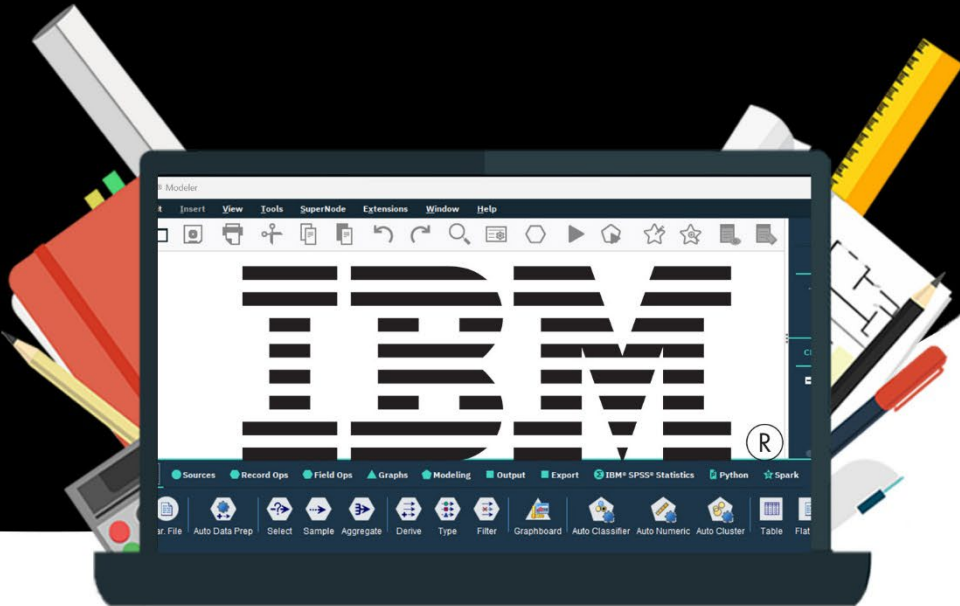 ® Modeler
Insert View Tools SuperNode Extensions Window Help
IBM
®
Sources Record Ops Field Ops Graphs Modeling Output Export IBM® SPSS® Statistics Python Spark
File Auto Data Prep Select Sample Aggregate Derive Type Filter Graphboard Auto Classifier Auto Numeric Auto Cluster Table Flat